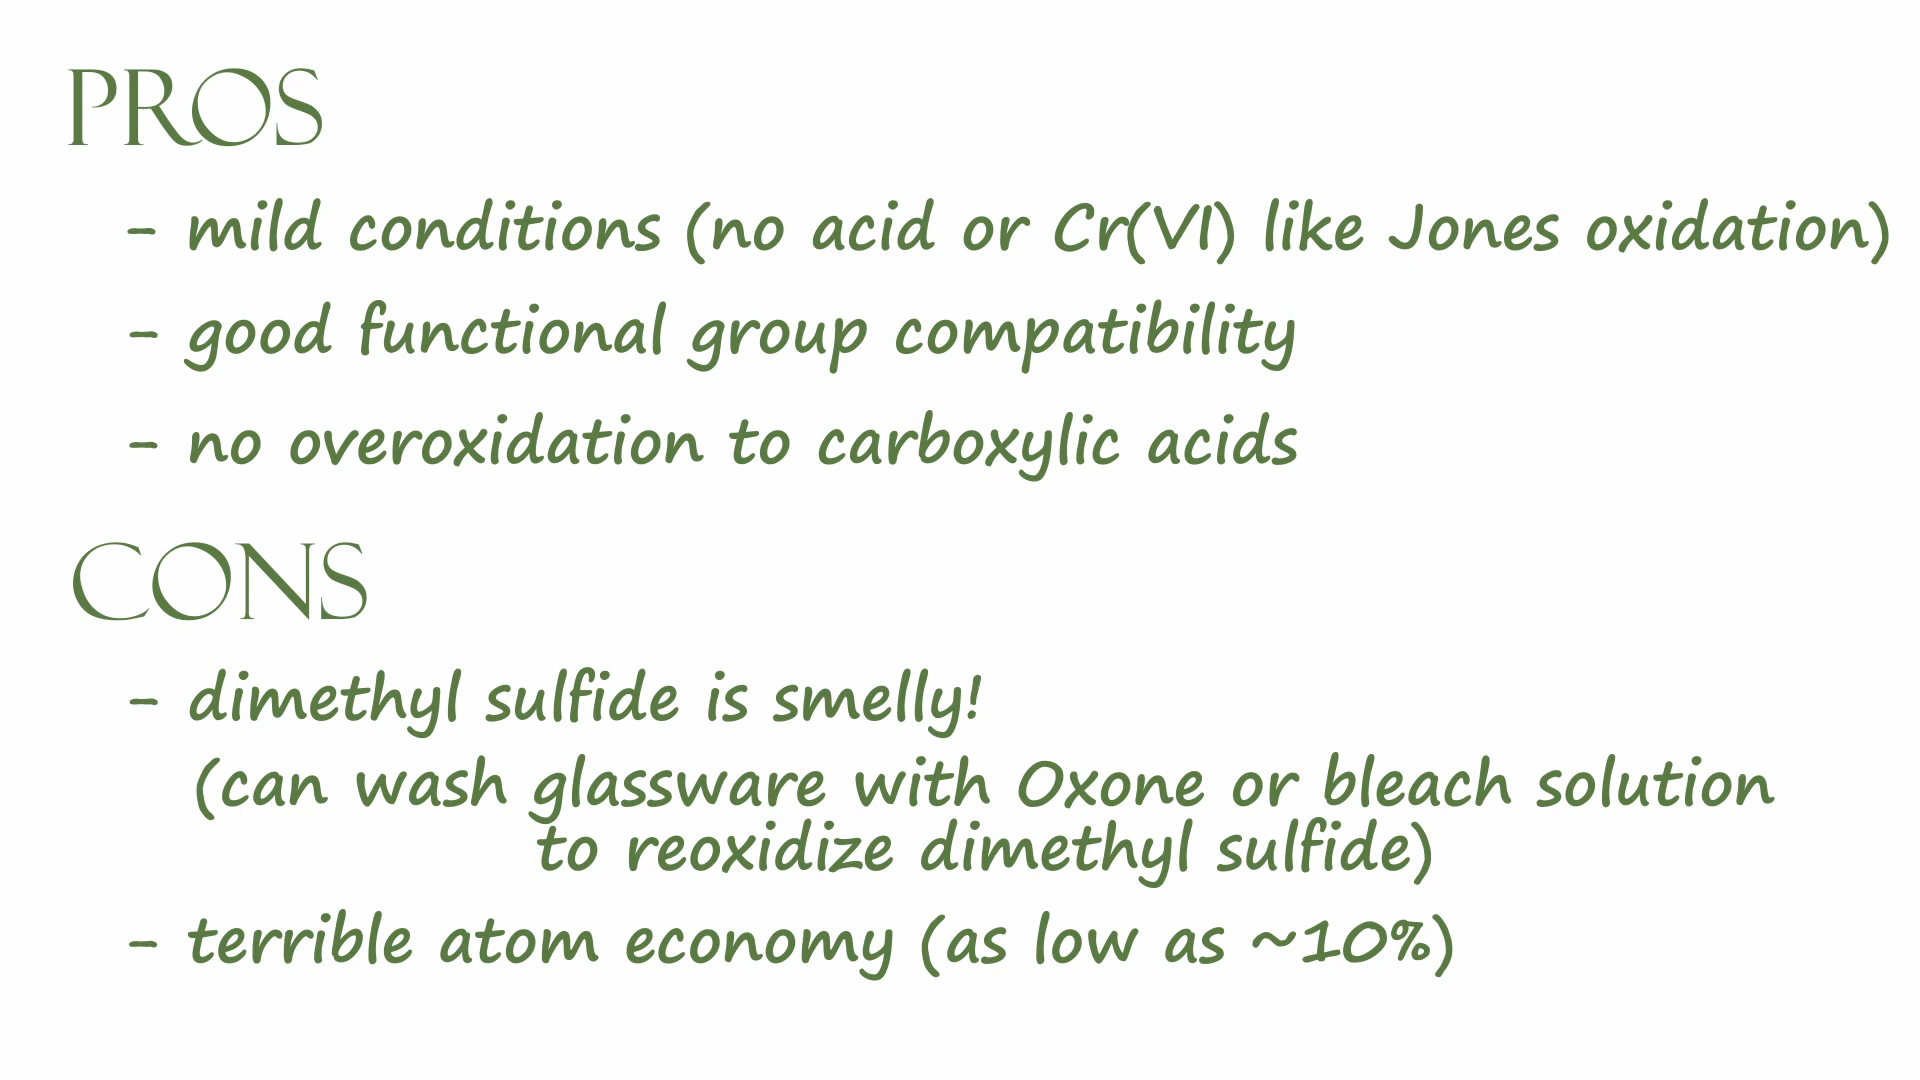 PROS
- mild conditions (no acid or Cr(VI) like Jones oxidation)
- good functional group compatibility
- no overoxidation to carboxylic acids
CONS
- dimethyl sulfide is smelly!
(can wash glassware with Oxone or bleach solution
to reoxidize dimethyl sulfide)
- terrible atom economy (as low as ~10%)